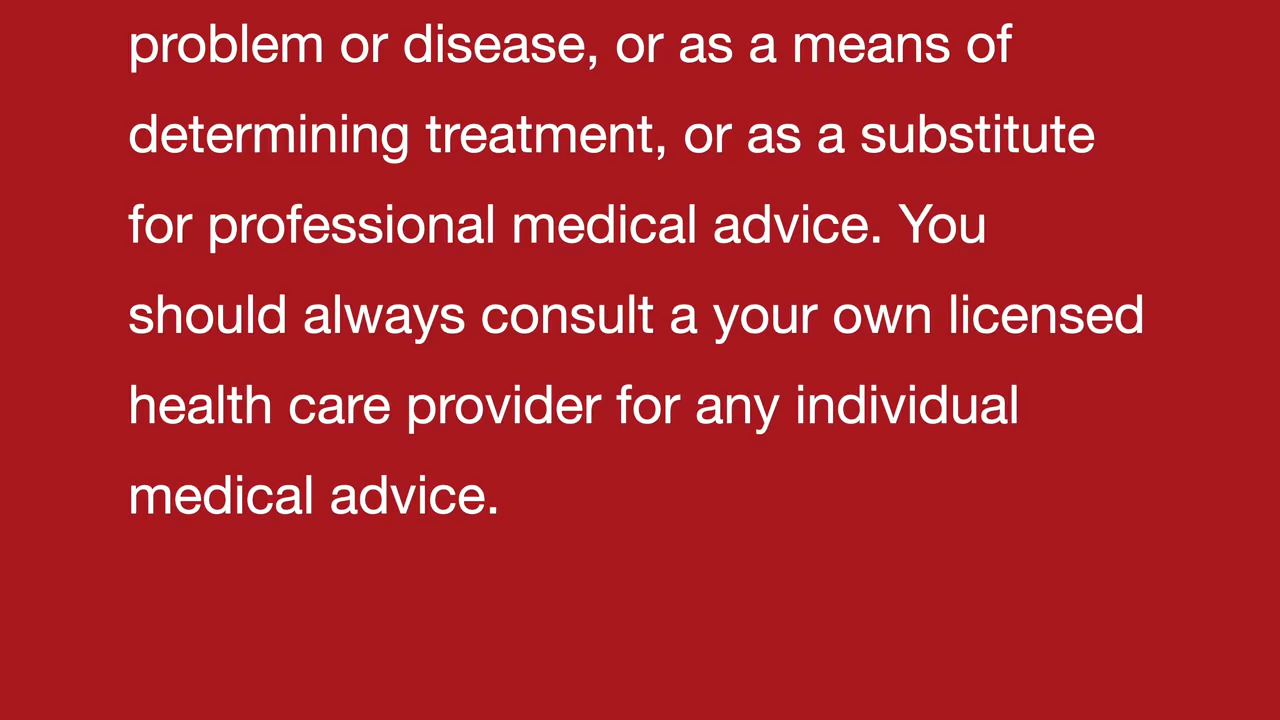 problem or disease, or as a means of
determining treatment, or as a substitute
for professional medical advice. You
should always consult a your own licensed
health care provider for any individual
medical advice.